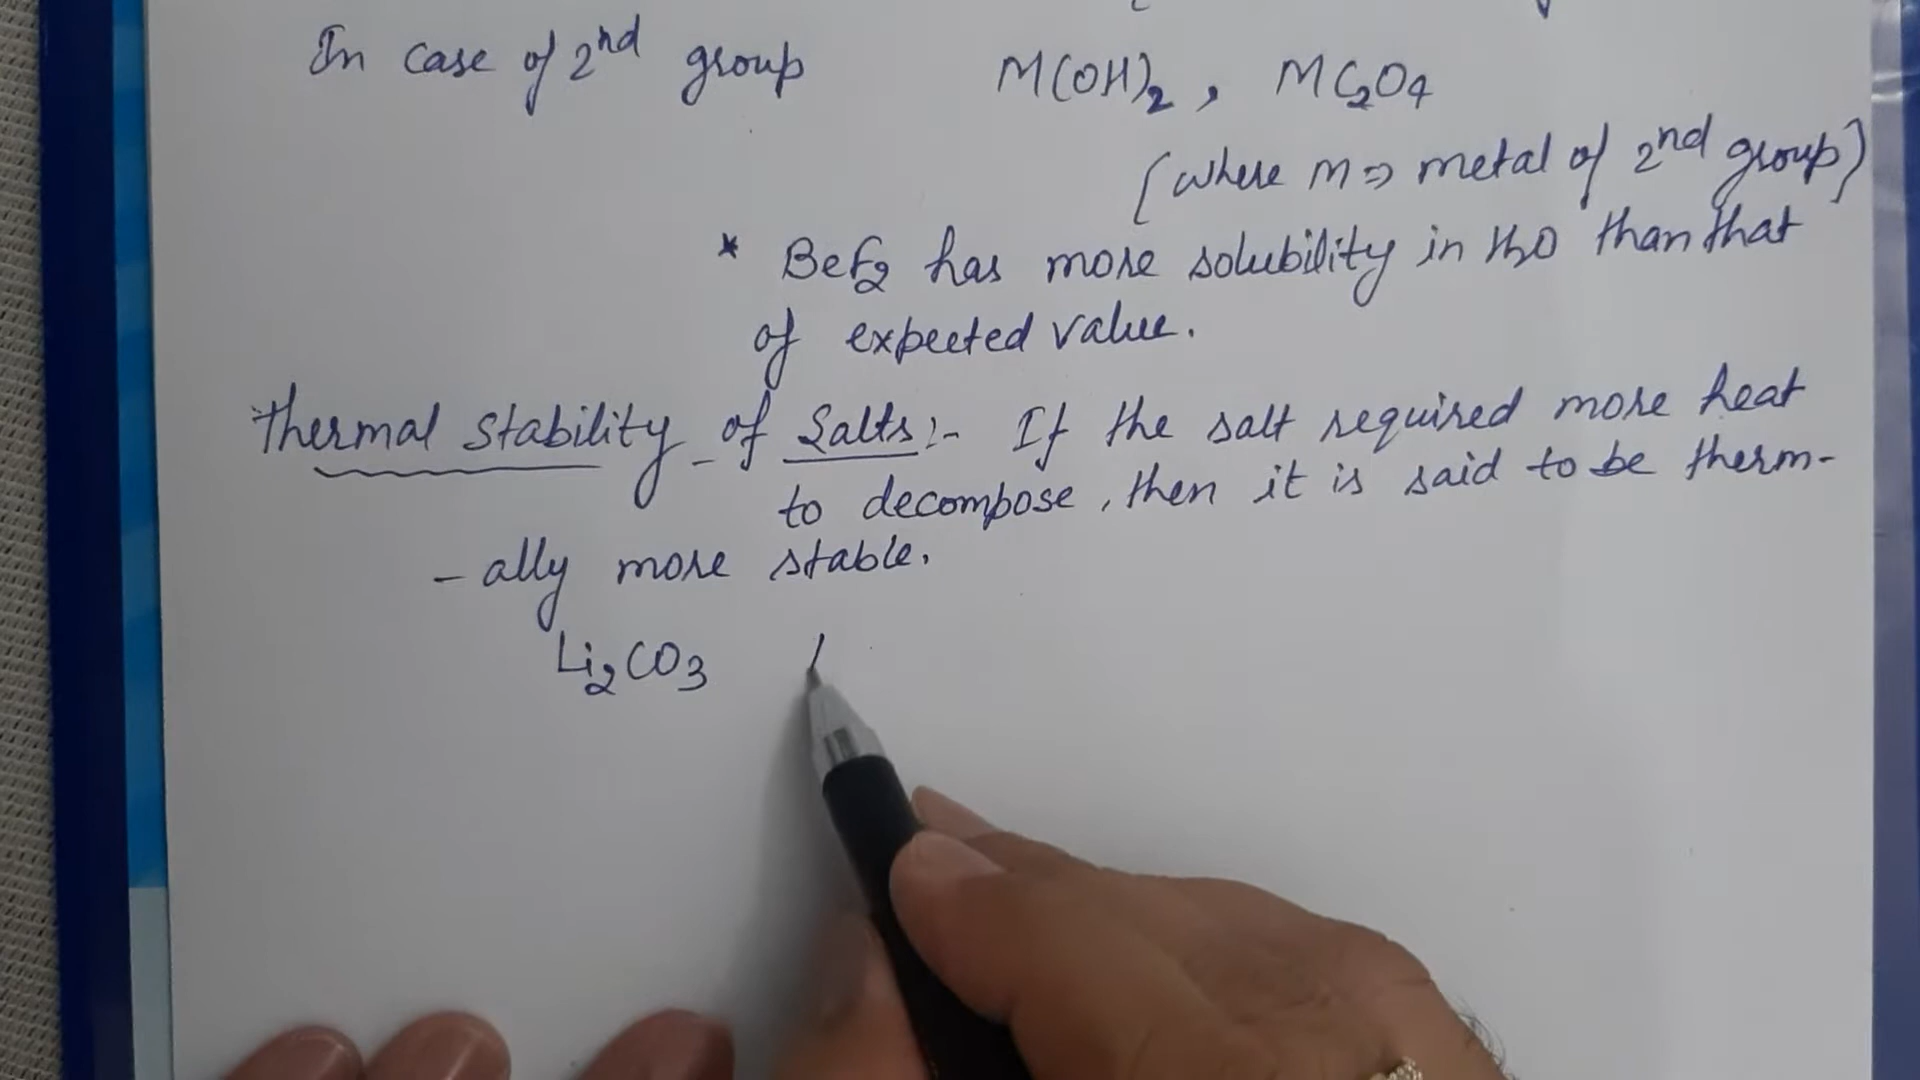 In case of 2nd group M(OH)2, MC2O4
(where M => metal of 2nd group)
* BeF2 has more solubility in H2O than that
of expected value.
Thermal Stability of Salts:- If the salt required more heat
to decompose, then it is said to be therm-
-ally more stable.
Li2CO3